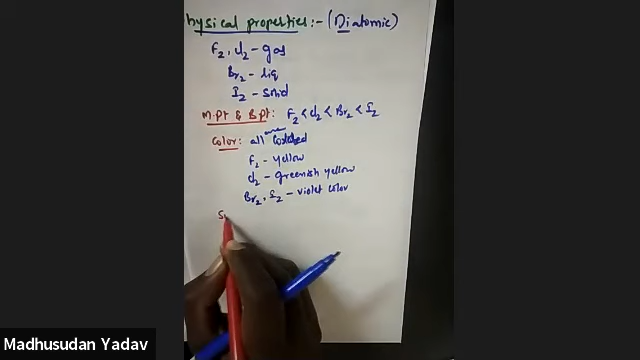 hysical properties :- (Diatomic)
F₂, Cl₂ - gas
Br₂ - liq
I₂ - solid
M.Pt & B.Pt: F₂ < Cl₂ < Br₂ < I₂
Color: all are
F₂ - yellow
Cl₂ - greenish yellow
Br₂, I₂ - violet color
S
Madhusudan Yadav